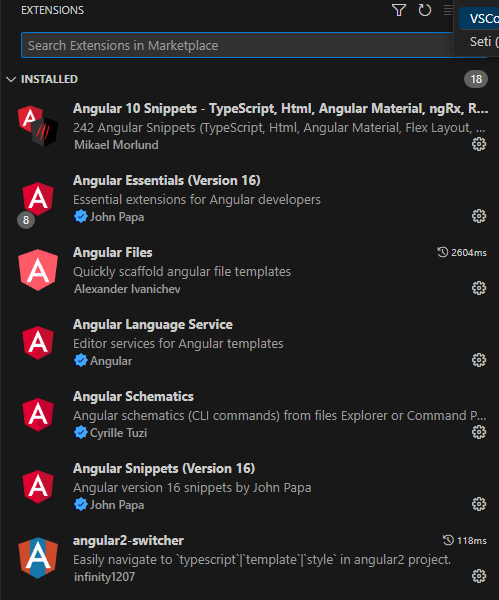 EXTENSIONS
VSCo
Search Extensions in Marketplace
Seti (
INSTALLED
18
Angular 10 Snippets - TypeScript, Html, Angular Material, ngRx, R...
242 Angular Snippets (TypeScript, Html, Angular Material, Flex Layout, ...
Mikael Morlund
Angular Essentials (Version 16)
Essential extensions for Angular developers
8
John Papa
Angular Files
2604ms
Quickly scaffold angular file templates
Alexander Ivanichev
Angular Language Service
Editor services for Angular templates
Angular
Angular Schematics
Angular schematics (CLI commands) from files Explorer or Command P...
Cyrille Tuzi
Angular Snippets (Version 16)
Angular version 16 snippets by John Papa
John Papa
angular2-switcher
118ms
Easily navigate to `typescript`|`template`|`style` in angular2 project.
infinity1207